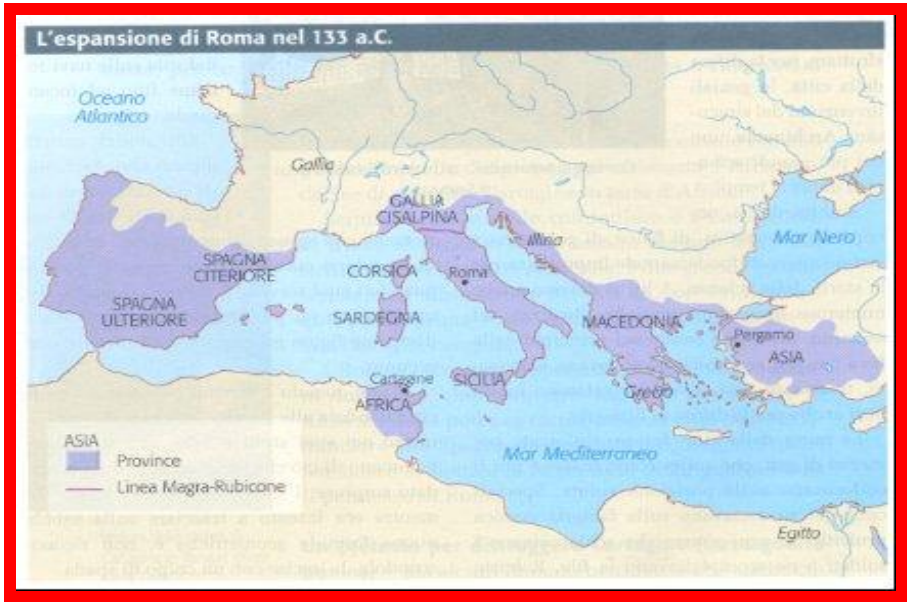 L'espansione di Roma nel 133 a.C.
Oceano
Atlantico
Gallia
GALLIA
CISALPINA
Illiria
Mar Nero
SPAGNA
CITERIORE
CORSICA
Roma
SPAGNA
ULTERIORE
SARDEGNA
MACEDONIA
Pergamo
ASIA
Cartagine
SICILIA
Grecia
AFRICA
Mar Mediterraneo
Egitto
ASIA
Province
Linea Magra-Rubicone